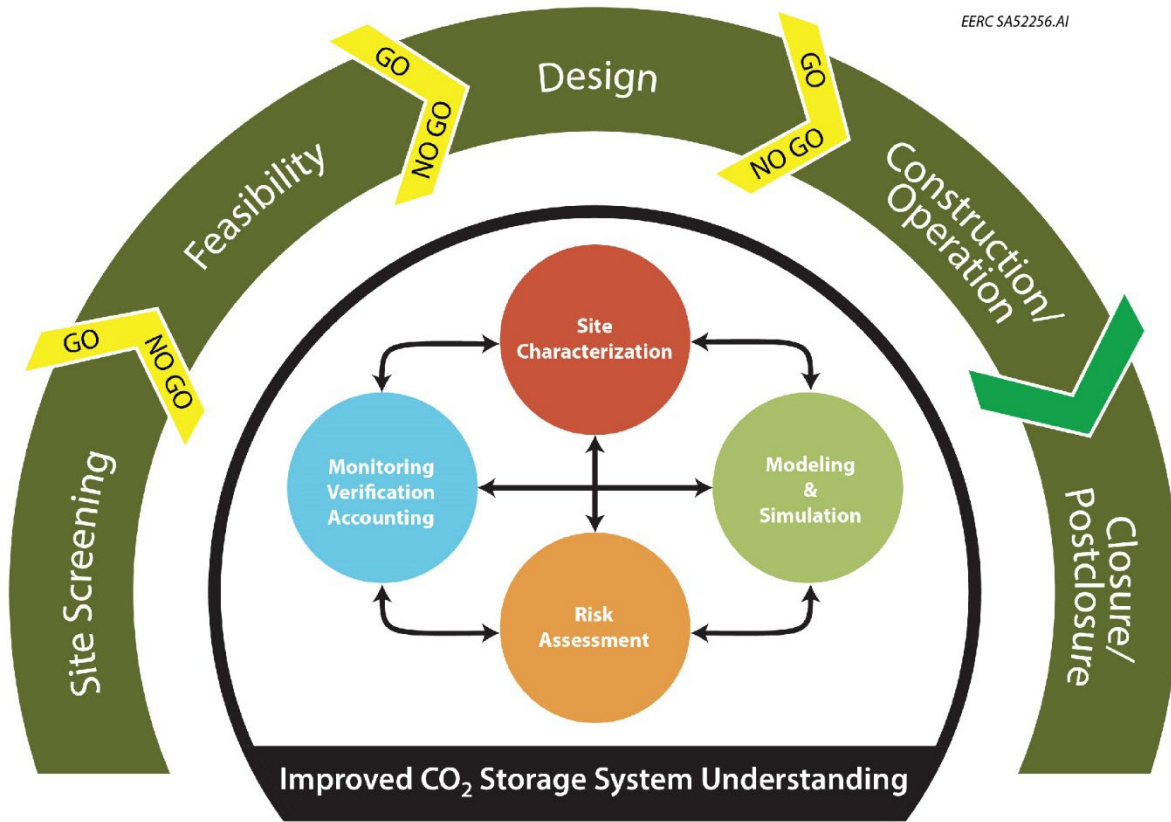 EERC SA52256.AI
Site Screening
GO
NO GO
Feasibility
GO
NO GO
Design
GO
NO GO
Construction/
Operation
Closure/
Postclosure
Site
Characterization
Monitoring
Verification
Accounting
Modeling
&
Simulation
Risk
Assessment
Improved CO₂ Storage System Understanding